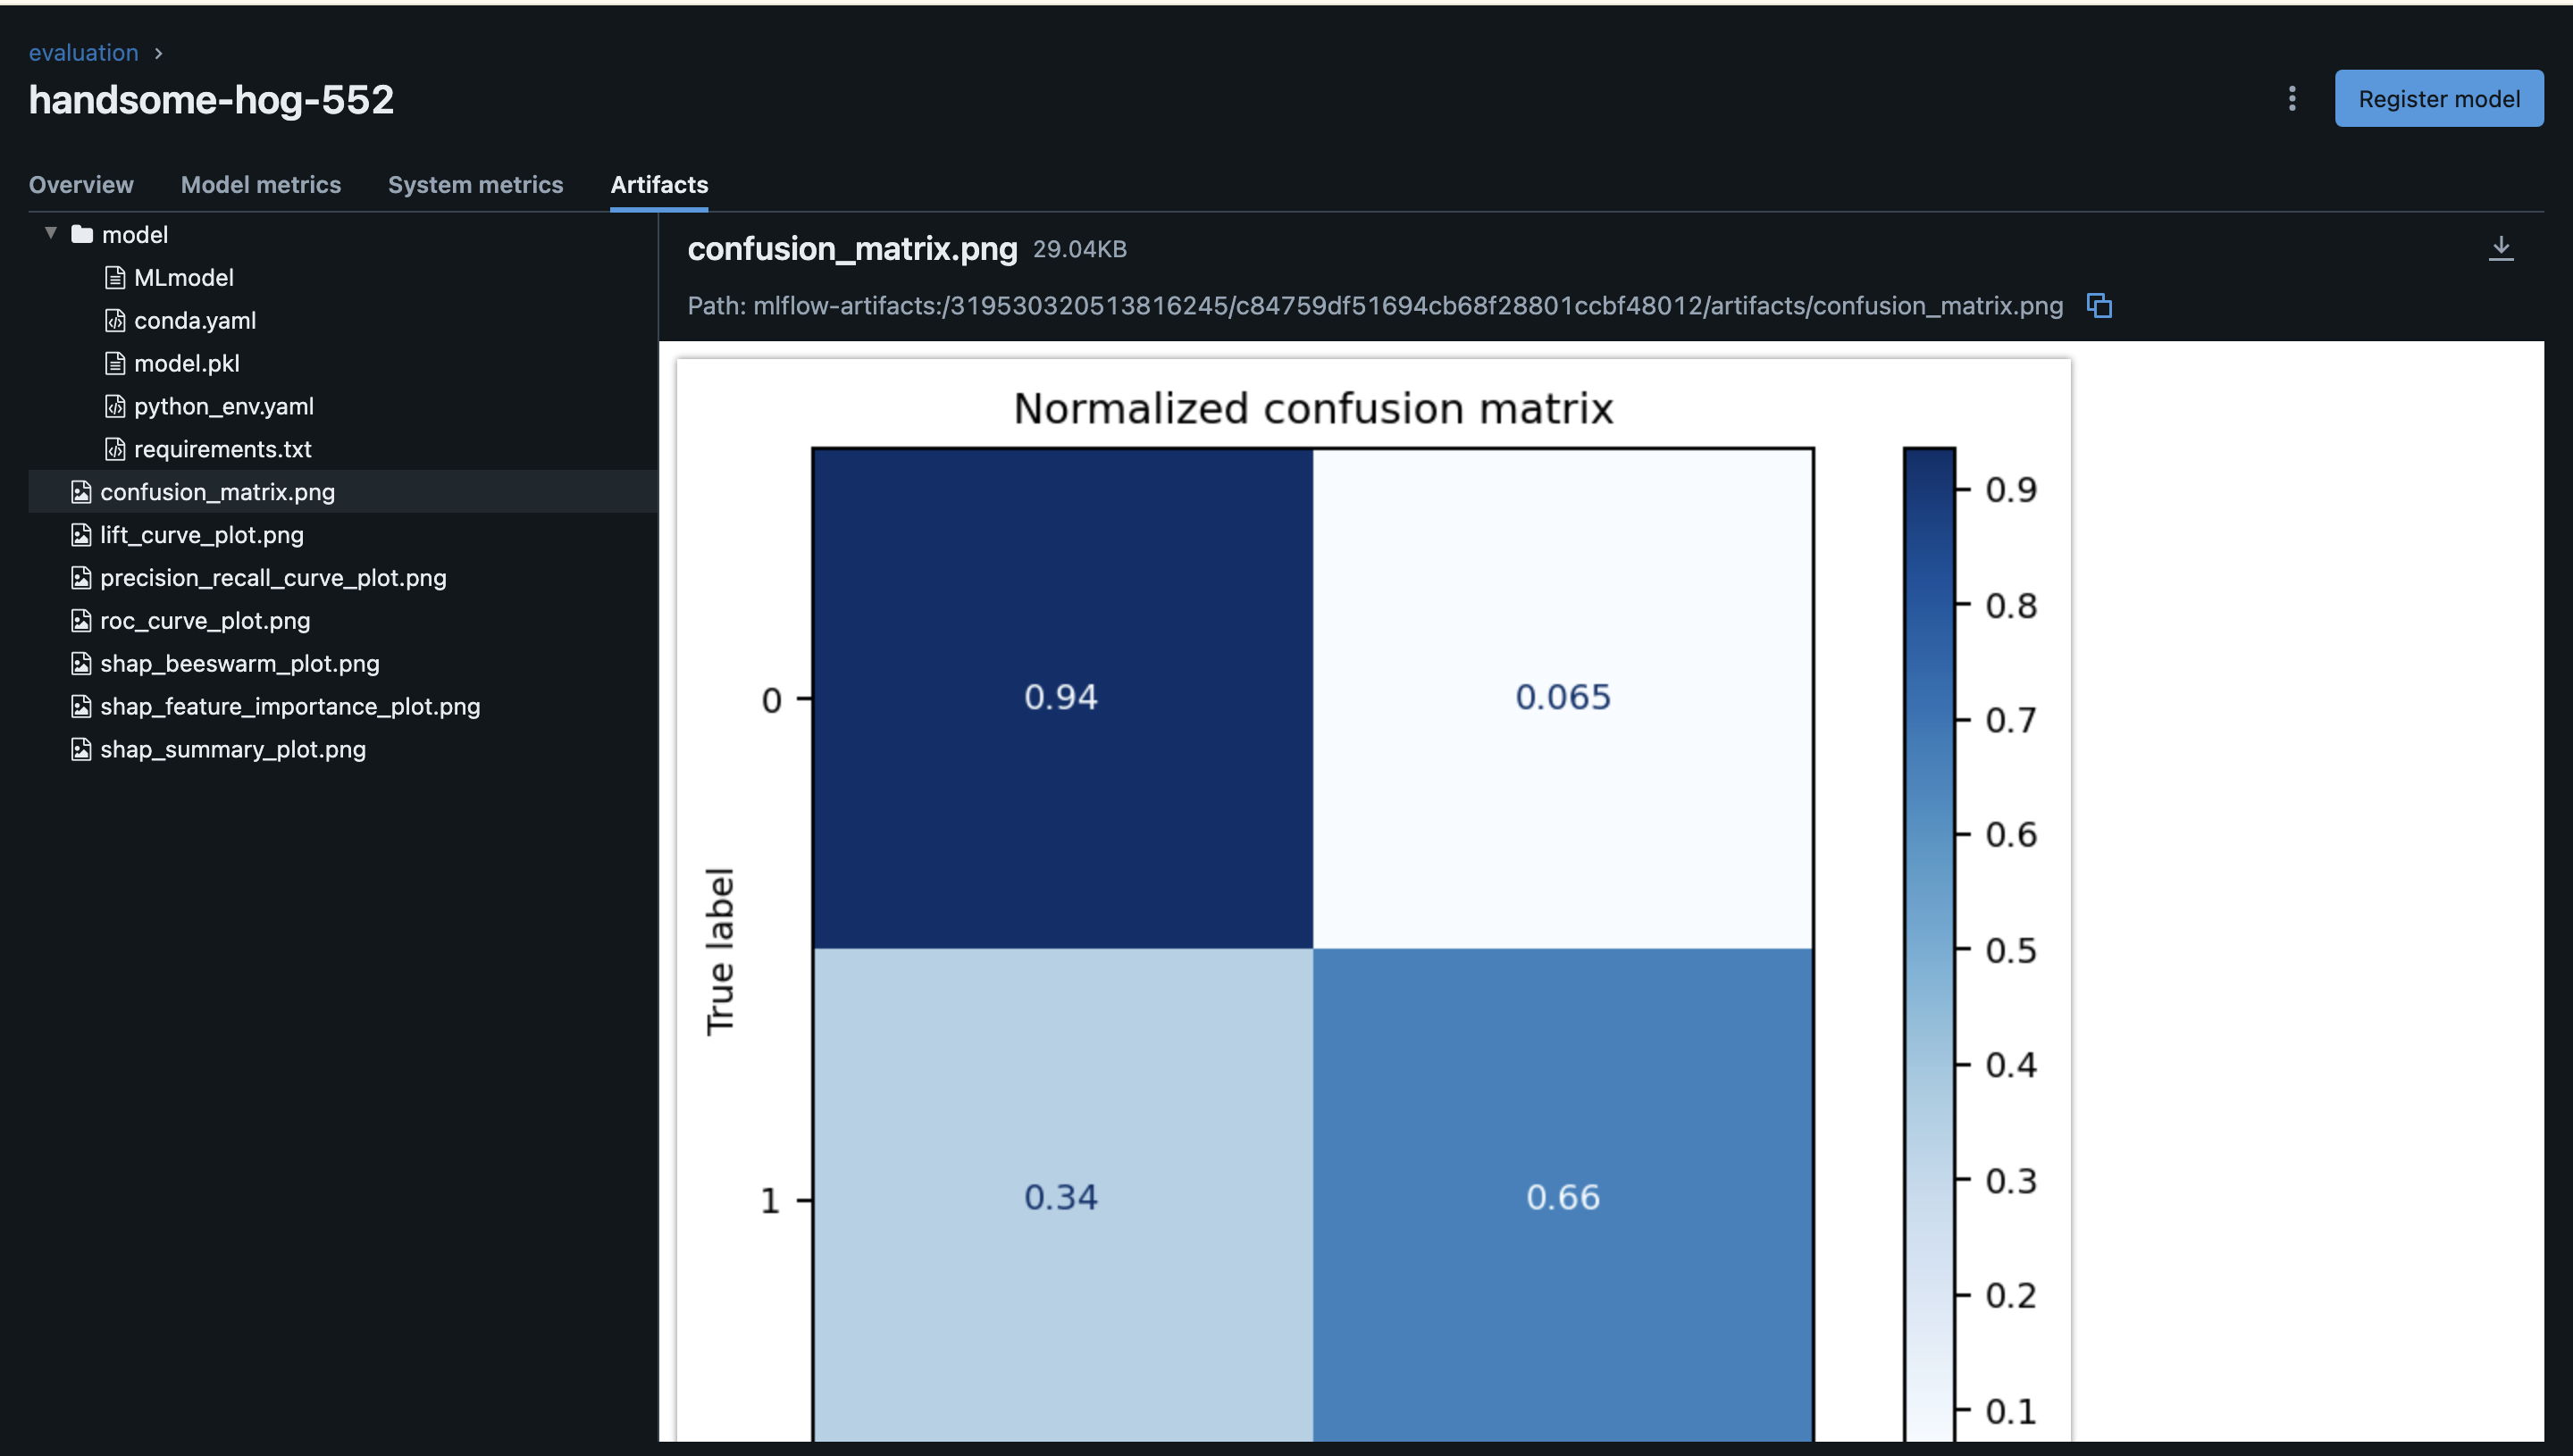 evaluation
handsome-hog-552
Register model
Overview Model metrics System metrics Artifacts
model
MLmodel
conda.yaml
model.pkl
python_env.yaml
requirements.txt
confusion_matrix.png
lift_curve_plot.png
precision_recall_curve_plot.png
roc_curve_plot.png
shap_beeswarm_plot.png
shap_feature_importance_plot.png
shap_summary_plot.png
confusion_matrix.png 29.04KB
Path: mlflow-artifacts:/319530320513816245/c84759df51694cb68f28801ccbf48012/artifacts/confusion_matrix.png
Normalized confusion matrix
True label
0
0.94 0.065
1
0.34 0.66
0.9
0.8
0.7
0.6
0.5
0.4
0.3
0.2
0.1